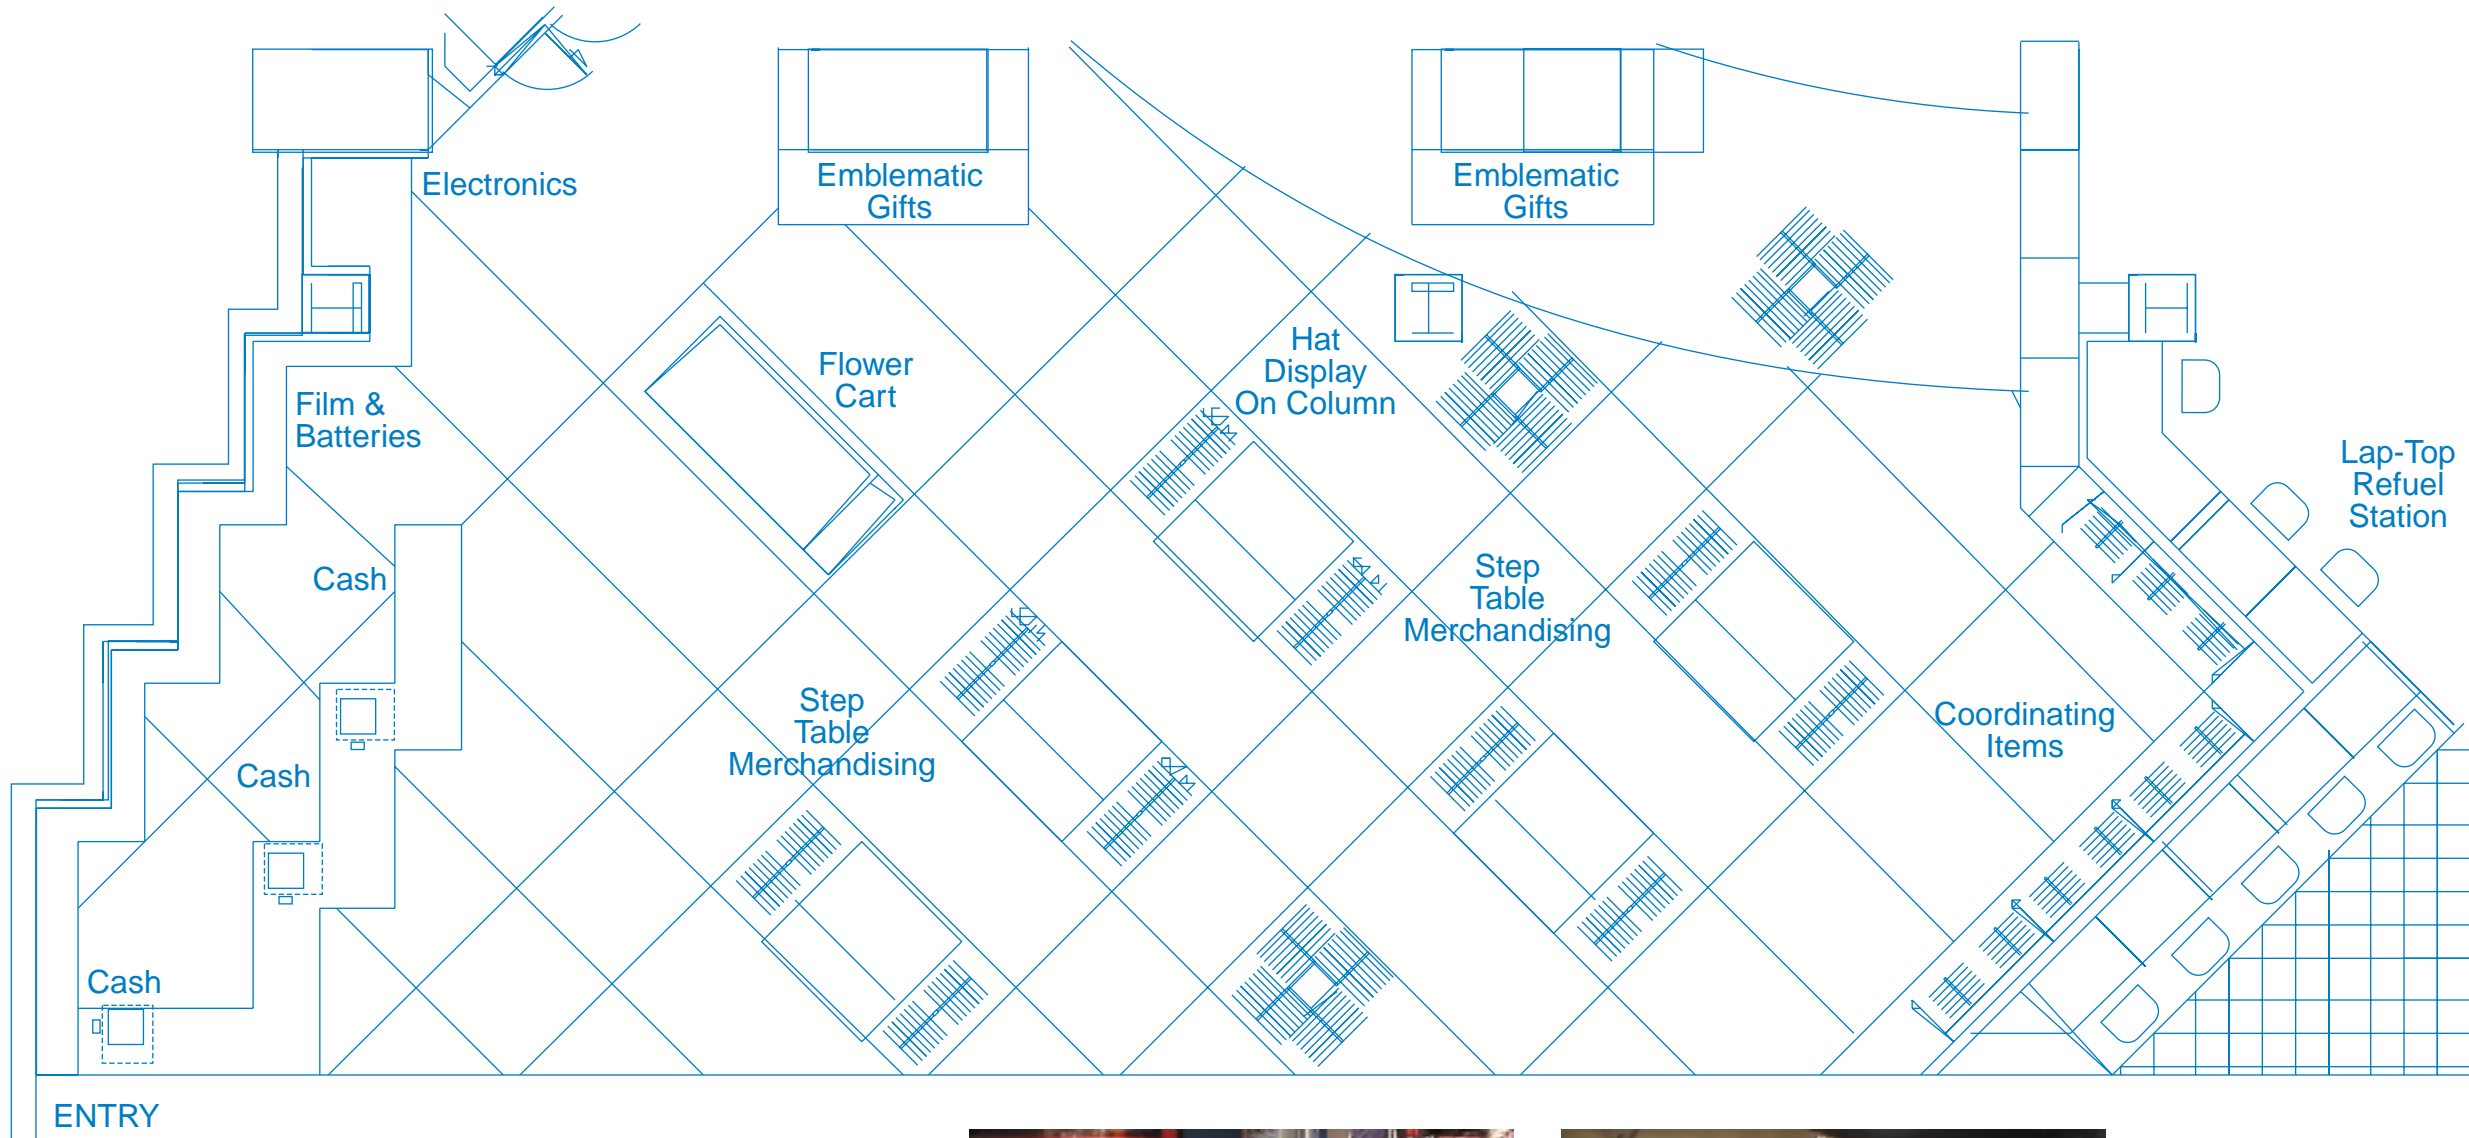 Electronics
Emblematic
Gifts
Emblematic
Gifts
Flower
Cart
Hat
Display
On Column
Film &
Batteries
Lap-Top
Refuel
Station
Cash
Step
Table
Merchandising
Step
Table
Merchandising
Coordinating
Items
Cash
Cash
ENTRY